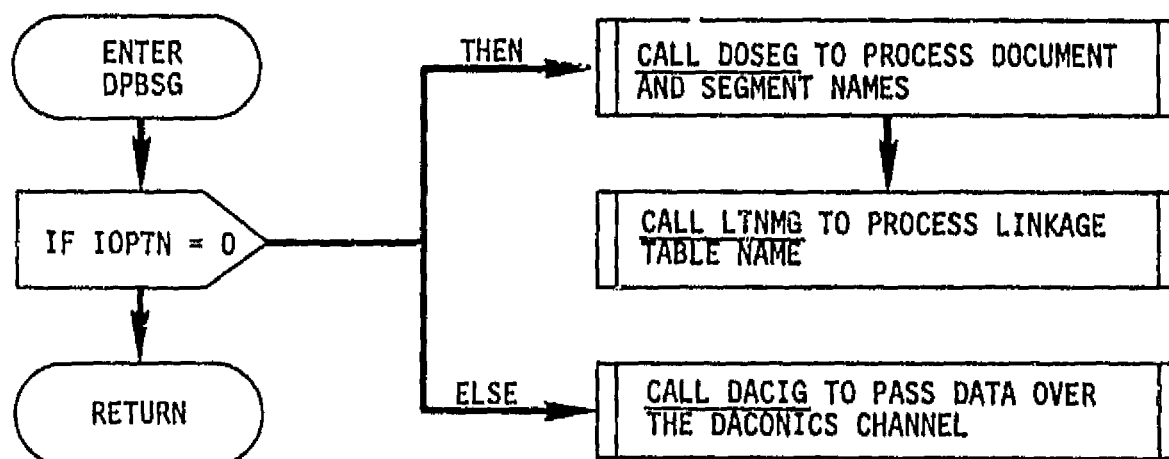 ENTER
DPBSG
THEN
CALL DOSEG TO PROCESS DOCUMENT
AND SEGMENT NAMES
IF IOPTN = 0
CALL LTNMG TO PROCESS LINKAGE
TABLE NAME
RETURN
ELSE
CALL DACIG TO PASS DATA OVER
THE DACONICS CHANNEL